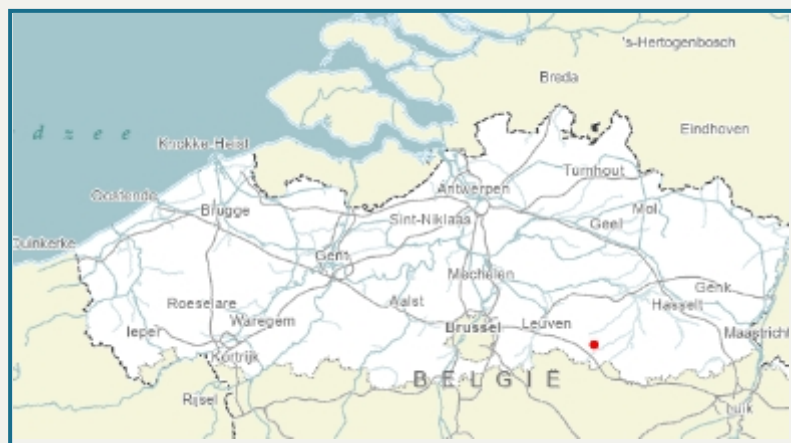 's-Hertogenbosch
Breda
Eindhoven
d z e e
Knokke-Heist
Turnhout
Antwerpen
Oostende
Brugge
Sint-Niklaas
Geel
Mol
Duinkerke
Gent
Mechelen
Genk
Roeselare
Aalst
Hasselt
Waregem
Brussel
Leuven
Ieper
Maastricht
Kortrijk
BELGIË
Rijsel
Luik